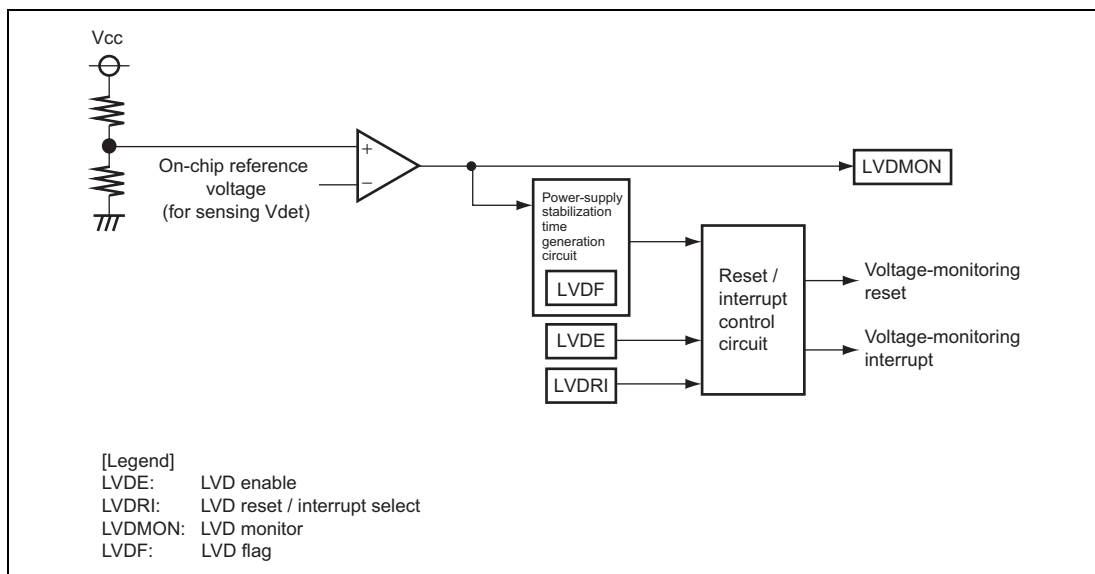 Vcc
On-chip reference
voltage
(for sensing Vdet)
+
−
LVDMON
Power-supply
stabilization
time
generation
circuit
LVDF
LVDE
LVDRI
Reset /
interrupt
control
circuit
Voltage-monitoring
reset
Voltage-monitoring
interrupt
[Legend]
LVDE: LVD enable
LVDRI: LVD reset / interrupt select
LVDMON: LVD monitor
LVDF: LVD flag